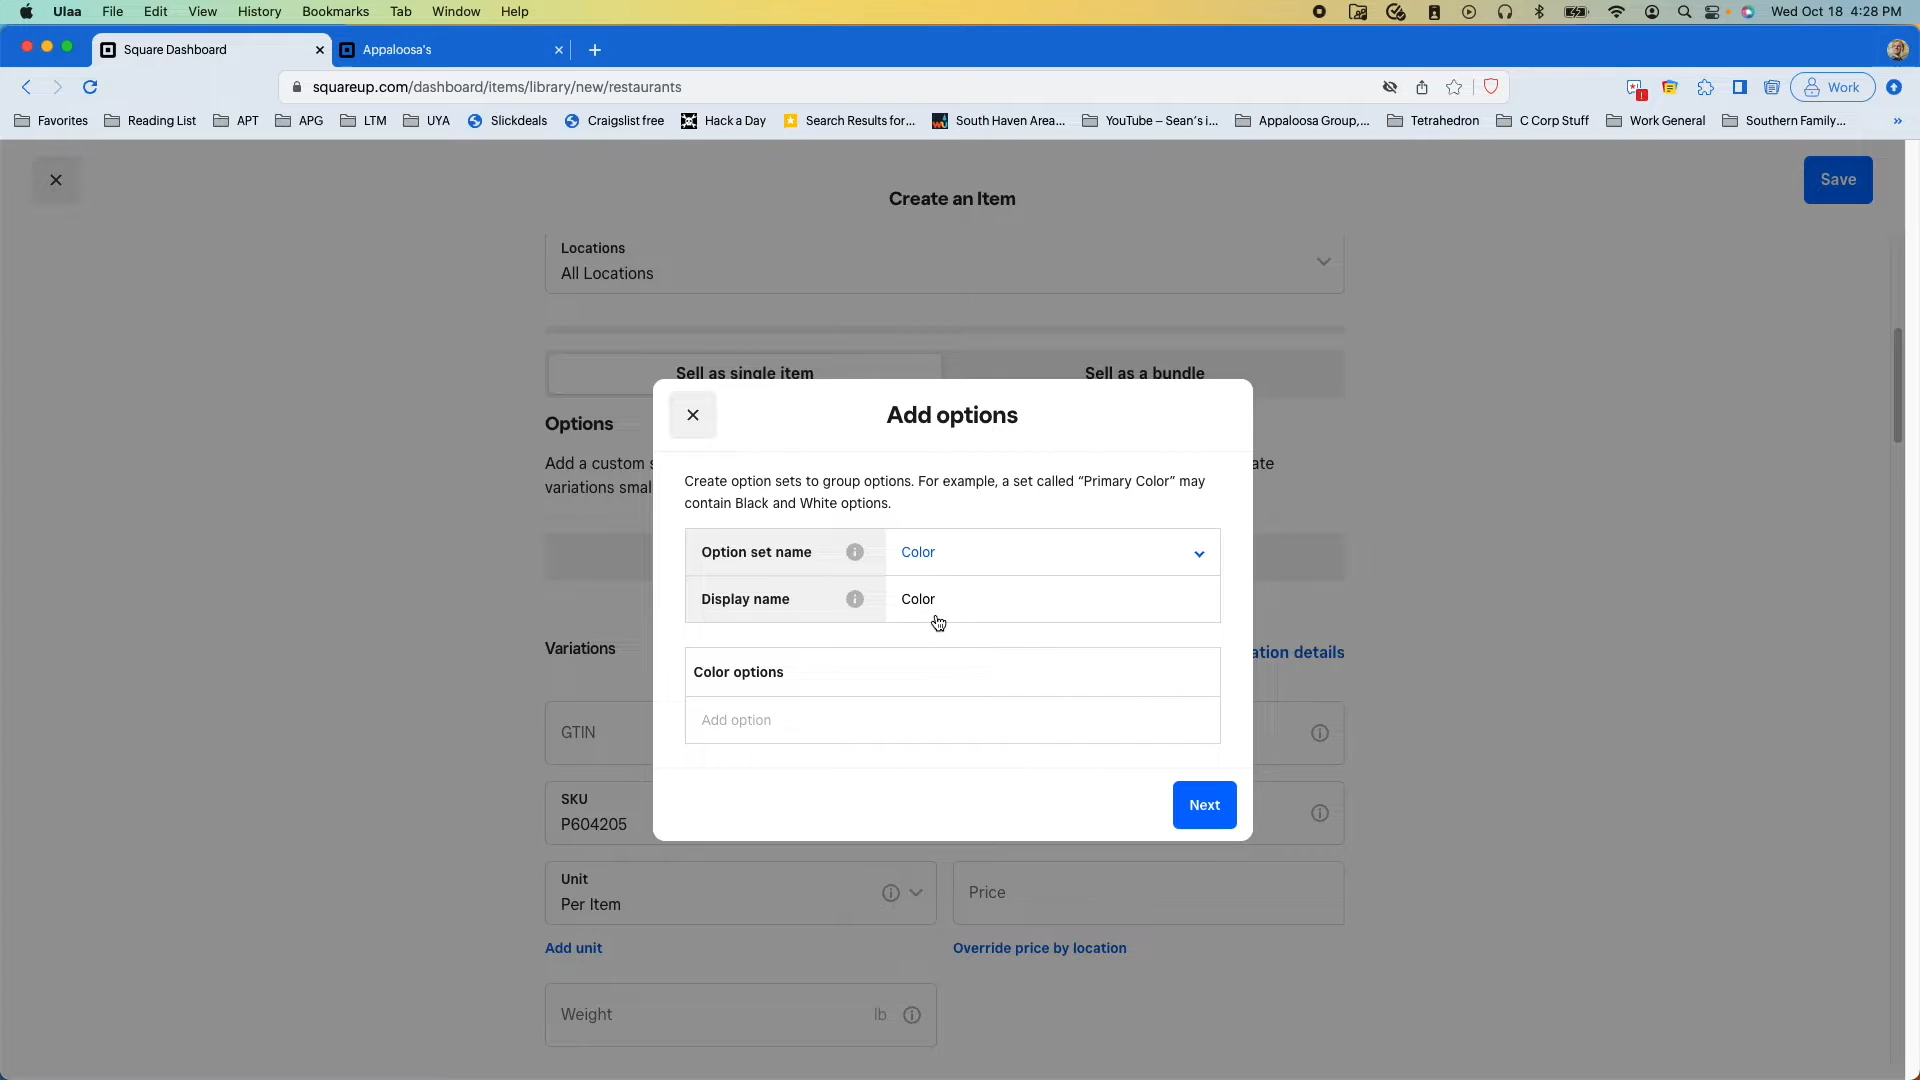 Ulaa File Edit View History Bookmarks Tab Window Help Wed Oct 18 4:28 PM
Square Dashboard Appaloosa's
squareup.com/dashboard/items/library/new/restaurants Work
Favorites Reading List APT APG LTM UYA Slickdeals Craigslist free Hack a Day Search Results for... South Haven Area... YouTube – Sean's i... Appaloosa Group,... Tetrahedron C Corp Stuff Work General Southern Family... »
Save
Create an Item
Locations
All Locations
Sell as single item Sell as a bundle
Add options
Options
Add a custom s ate
variations smal
Create option sets to group options. For example, a set called “Primary Color” may
contain Black and White options.
Option set name Color
Display name Color
Variations ation details
Color options
Add option
GTIN
Next
SKU
P604205
Unit
Per Item
Price
Add unit Override price by location
Weight lb